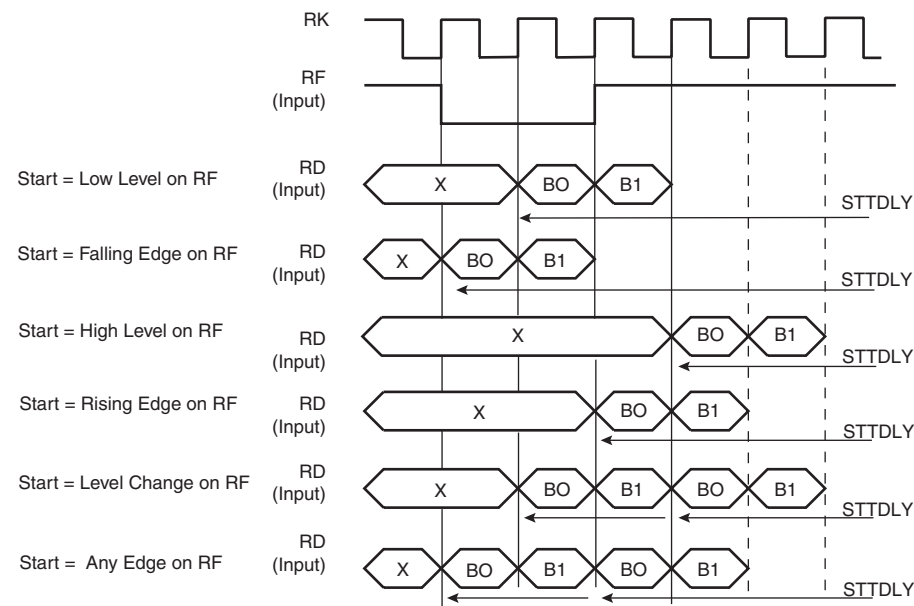 RK
RF
(Input)
Start = Low Level on RF
RD
(Input)
X
BO
B1
STTDLY
Start = Falling Edge on RF
RD
(Input)
X
BO
B1
STTDLY
Start = High Level on RF
RD
(Input)
X
BO
B1
STTDLY
Start = Rising Edge on RF
RD
(Input)
X
BO
B1
STTDLY
Start = Level Change on RF
RD
(Input)
X
BO
B1
BO
B1
STTDLY
Start = Any Edge on RF
RD
(Input)
X
BO
B1
BO
B1
STTDLY